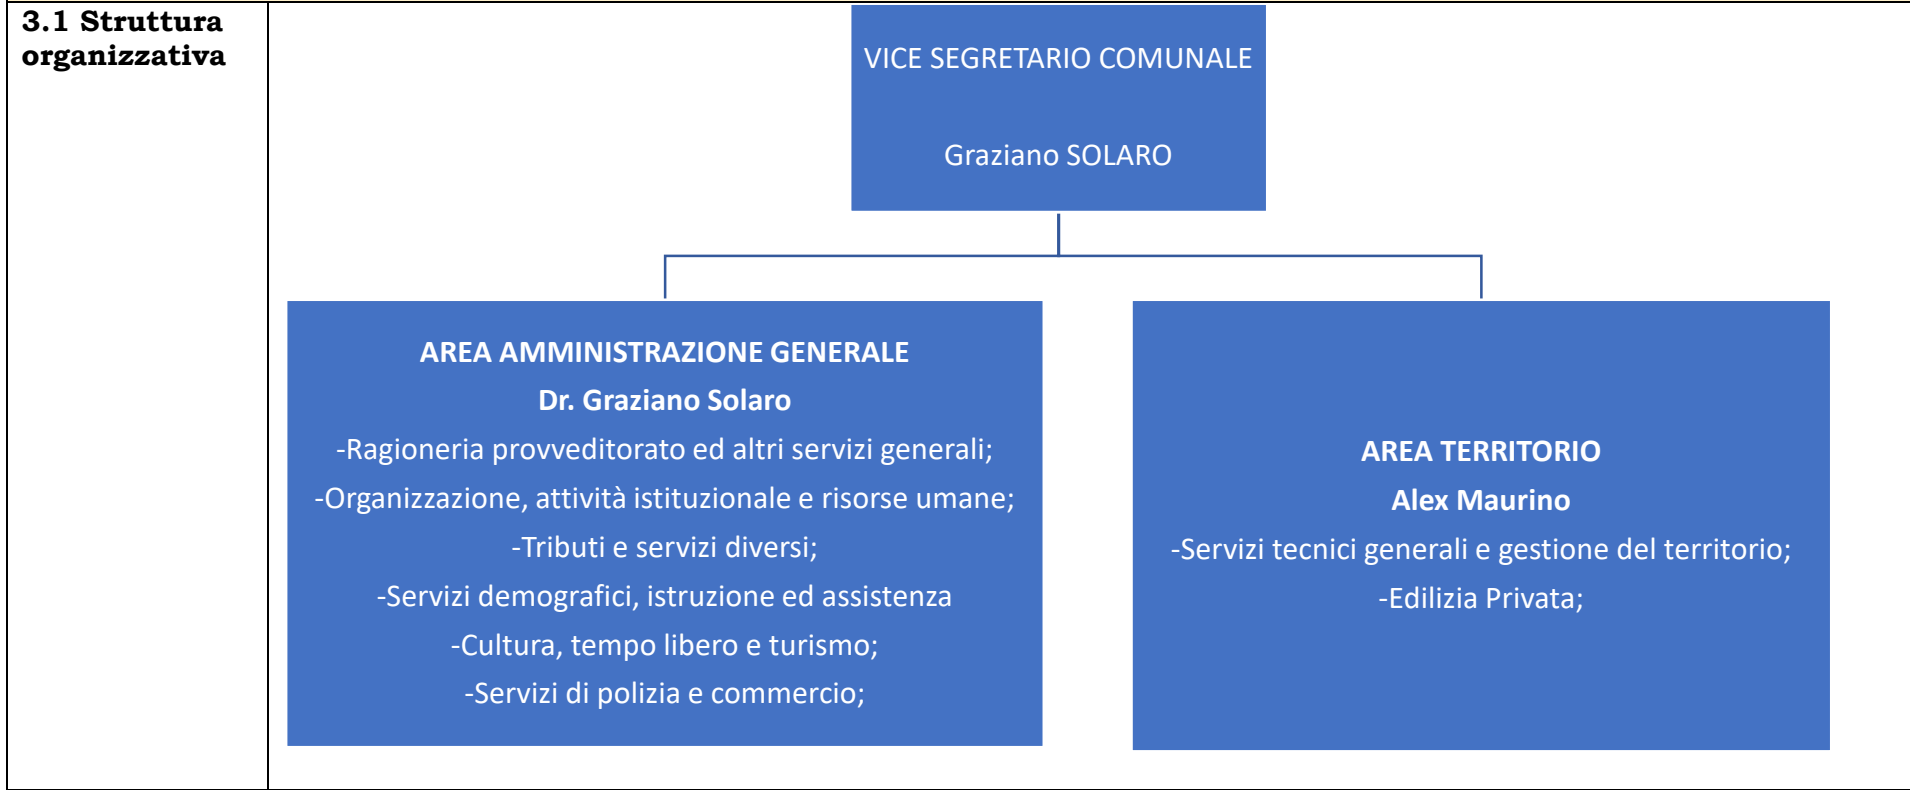 3.1 Struttura
organizzativa
VICE SEGRETARIO COMUNALE
Graziano SOLARO
AREA AMMINISTRAZIONE GENERALE
Dr. Graziano Solaro
-Ragioneria provveditorato ed altri servizi generali;
-Organizzazione, attività istituzionale e risorse umane;
-Tributi e servizi diversi;
-Servizi demografici, istruzione ed assistenza
-Cultura, tempo libero e turismo;
-Servizi di polizia e commercio;
AREA TERRITORIO
Alex Maurino
-Servizi tecnici generali e gestione del territorio;
-Edilizia Privata;